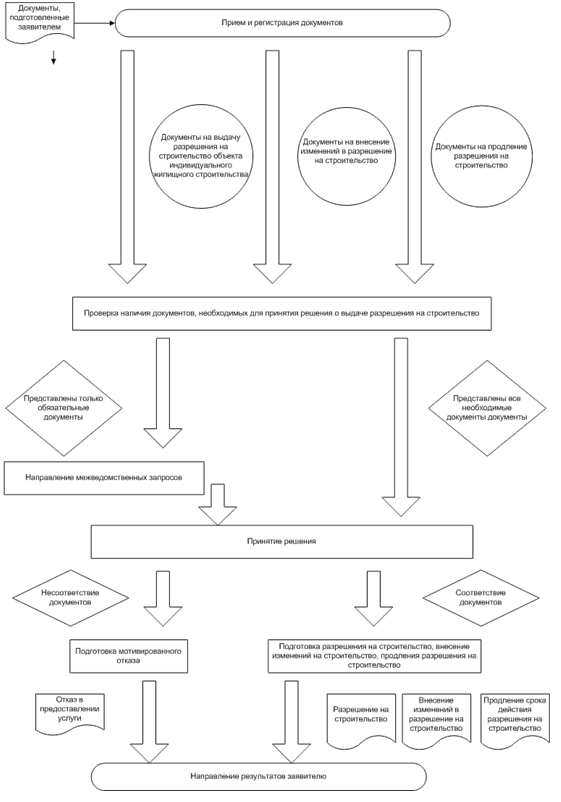 Документы,
подготовленные
заявителем
Прием и регистрация документов
Документы на выдачу
разрешения на
строительство объекта
индивидуального
жилищного строительства
Документы на внесение
изменений в разрешение
на строительство
Документы на продление
разрешения на
строительство
Проверка наличия документов, необходимых для принятия решения о выдаче разрешения на строительство
Представлены только
обязательные
документы
Представлены все
необходимые
документы документы
Направление межведомственных запросов
Принятие решения
Несоответствие
документов
Соответствие
документов
Подготовка мотивированного
отказа
Подготовка разрешения на строительство, внесение
изменений на строительство, продления разрешения на
строительство
Отказ в
предоставлении
услуги
Разрешение на
строительство
Внесение
изменений в
разрешение на
строительство
Продление срока
действия
разрешения на
строительство
Направление результатов заявителю